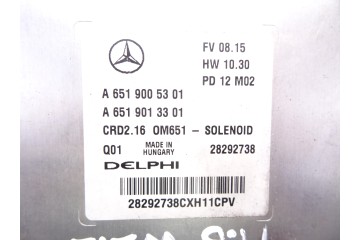 FV 08.15
HW 10.30
PD 12 M02
A 651 900 53 01
A 651 901 33 01
CRD2.16 OM651 - SOLENOID
Q01 MADE IN HUNGARY 28292738
DELPHI
28292738CXH11CPV